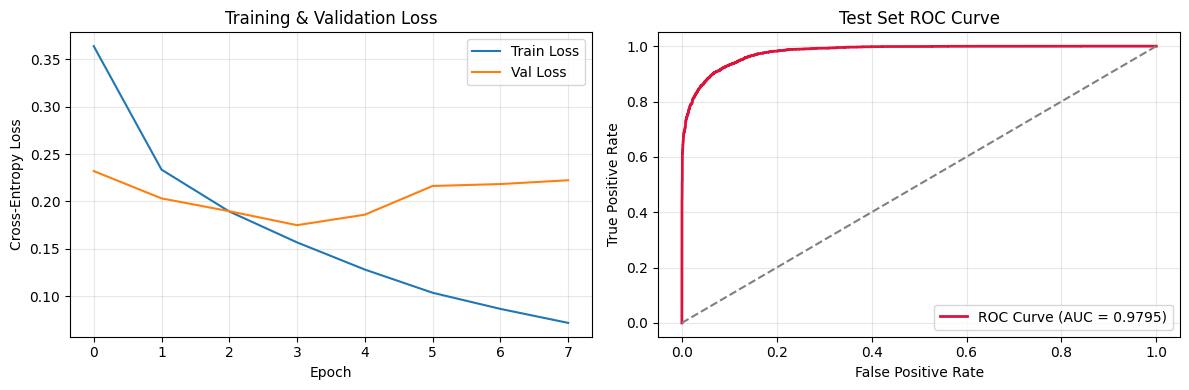 Training & Validation Loss
Train Loss
Val Loss
Cross-Entropy Loss
0.35
0.30
0.25
0.20
0.15
0.10
0 1 2 3 4 5 6 7
Epoch
Test Set ROC Curve
True Positive Rate
1.0
0.8
0.6
0.4
0.2
0.0
ROC Curve (AUC = 0.9795)
0.0 0.2 0.4 0.6 0.8 1.0
False Positive Rate